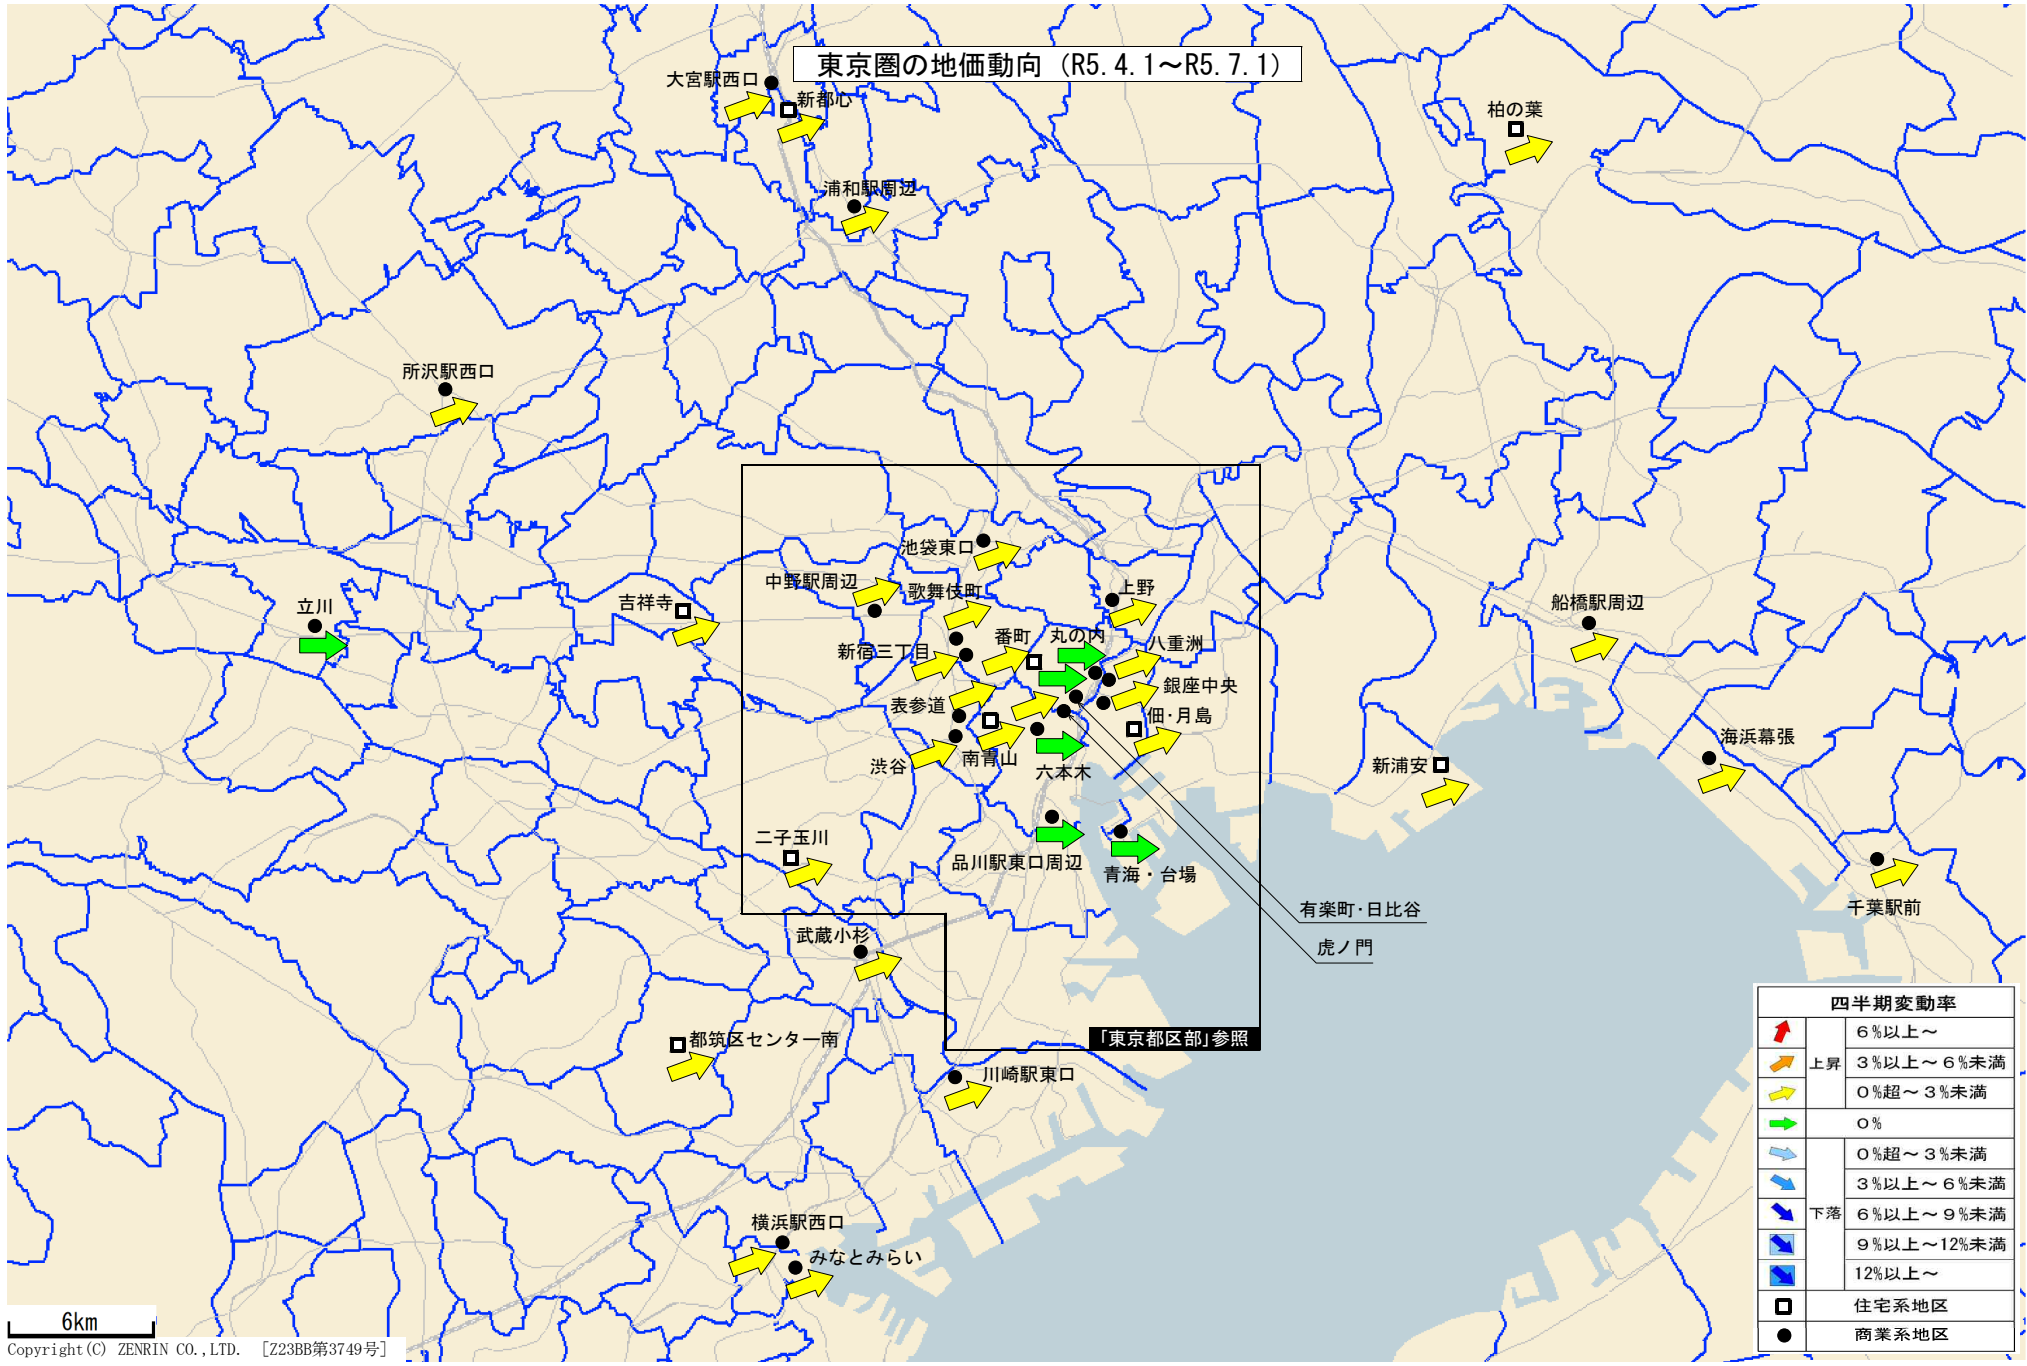 東京圏の地価動向 (R5.4.1～R5.7.1)
大宮駅西口
新都心
柏の葉
浦和駅周辺
所沢駅西口
池袋東口
中野駅周辺
歌舞伎町
上野
立川
吉祥寺
船橋駅周辺
番町
丸の内
八重洲
新宿三丁目
銀座中央
表参道
佃・月島
渋谷
南青山
六本木
新浦安
海浜幕張
二子玉川
品川駅東口周辺
青海・台場
有楽町・日比谷
千葉駅前
武蔵小杉
虎ノ門
「東京都区部」参照
都筑区センター南
川崎駅東口
横浜駅西口
みなとみらい
四半期変動率
6%以上～
上昇
3%以上～6%未満
0%超～3%未満
0%
0%超～3%未満
3%以上～6%未満
下落
6%以上～9%未満
9%以上～12%未満
12%以上～
住宅系地区
商業系地区
6km
Copyright(C) ZENRIN CO.,LTD. [Z23BB第3749号]